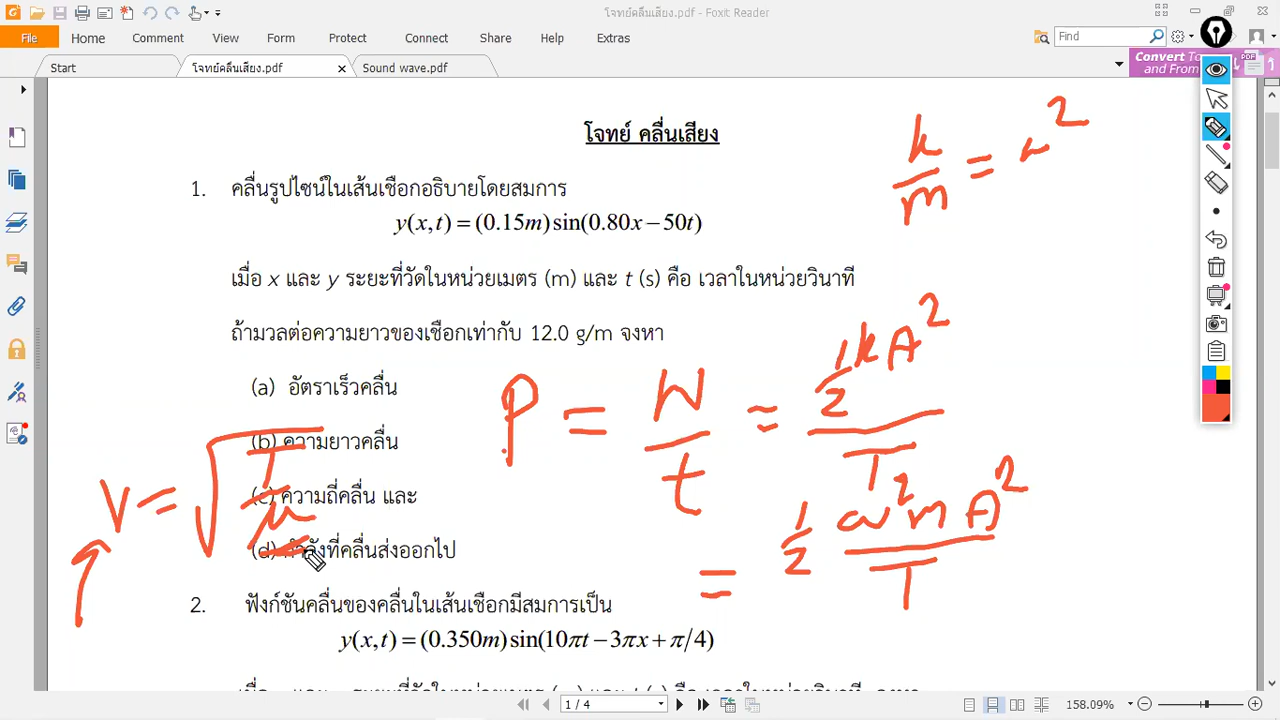 โจทย์คลื่นเสียง.pdf - Foxit Reader
File Home Comment View Form Protect Connect Share Help Extras Find
Start โจทย์คลื่นเสียง.pdf Sound wave.pdf Convert To
and From
โจทย์ คลื่นเสียง
1. คลื่นรูปไซน์ในเส้นเชือกอธิบายโดยสมการ
y(x,t) = (0.15m) sin(0.80x − 50t)
เมื่อ x และ y ระยะที่วัดในหน่วยเมตร (m) และ t (s) คือ เวลาในหน่วยวินาที
ถ้ามวลต่อความยาวของเชือกเท่ากับ 12.0 g/m จงหา
(a) อัตราเร็วคลื่น
(b) ความยาวคลื่น
(c) ความถี่คลื่น และ
(d) กำลังที่คลื่นส่งออกไป
k/m = ω²
P = W/t ≈ ½kA²/T
= ½ ω²mA²/T
v = √T/μ
2. ฟังก์ชันคลื่นของคลื่นในเส้นเชือกมีสมการเป็น
y(x,t) = (0.350m) sin(10πt − 3πx + π/4)
1 / 4 158.09%